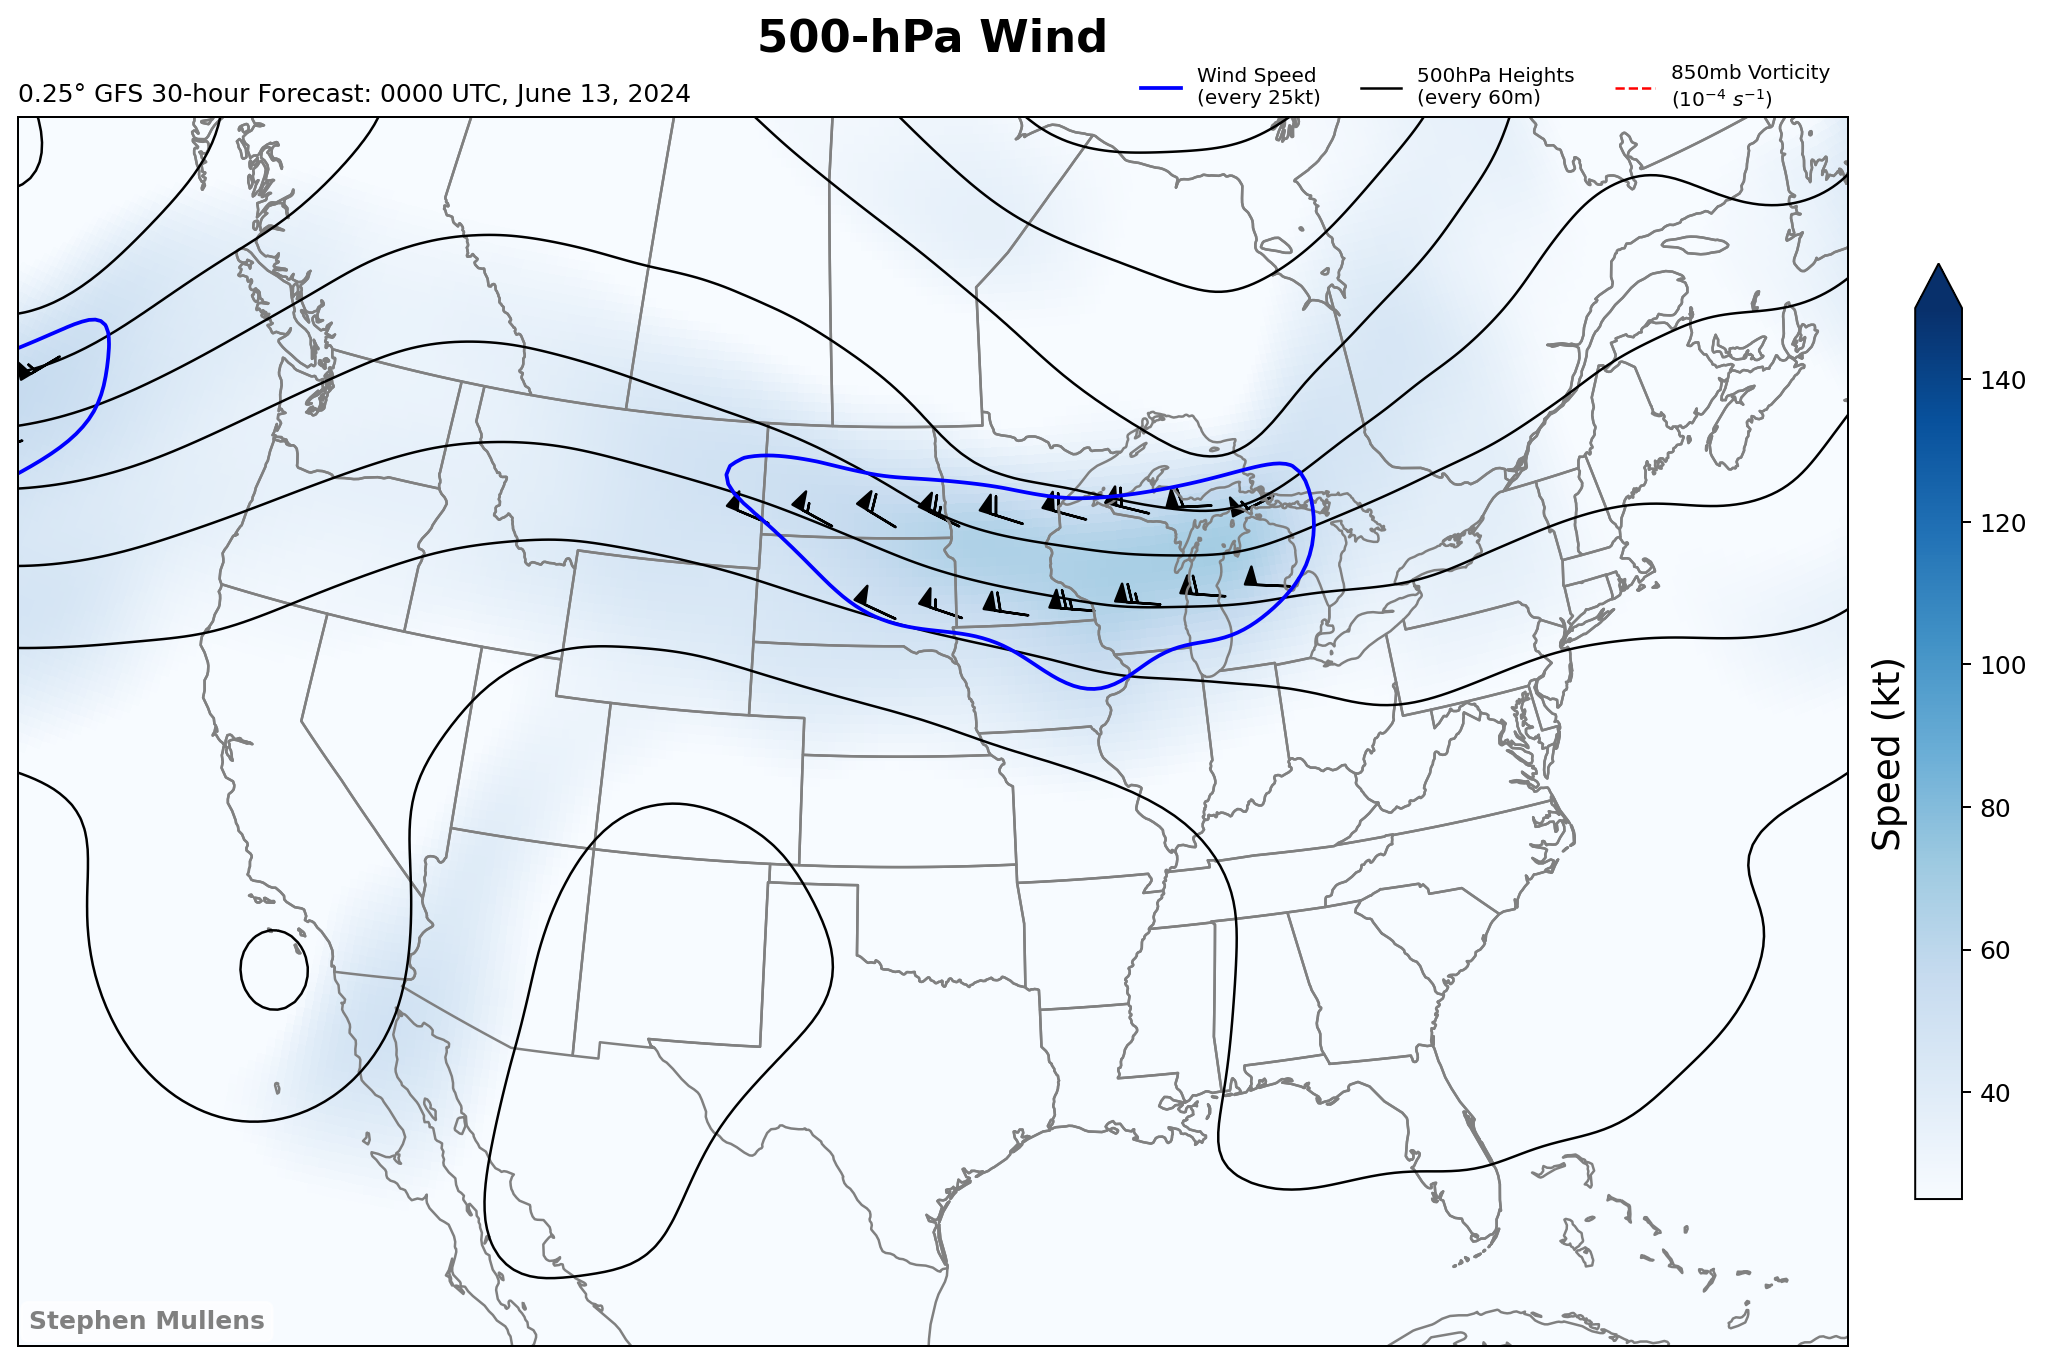 500-hPa Wind
0.25° GFS 30-hour Forecast: 0000 UTC, June 13, 2024
Wind Speed
(every 25kt)
500hPa Heights
(every 60m)
850mb Vorticity
(10⁻⁴ s⁻¹)
140
120
100
80
60
40
Speed (kt)
Stephen Mullens